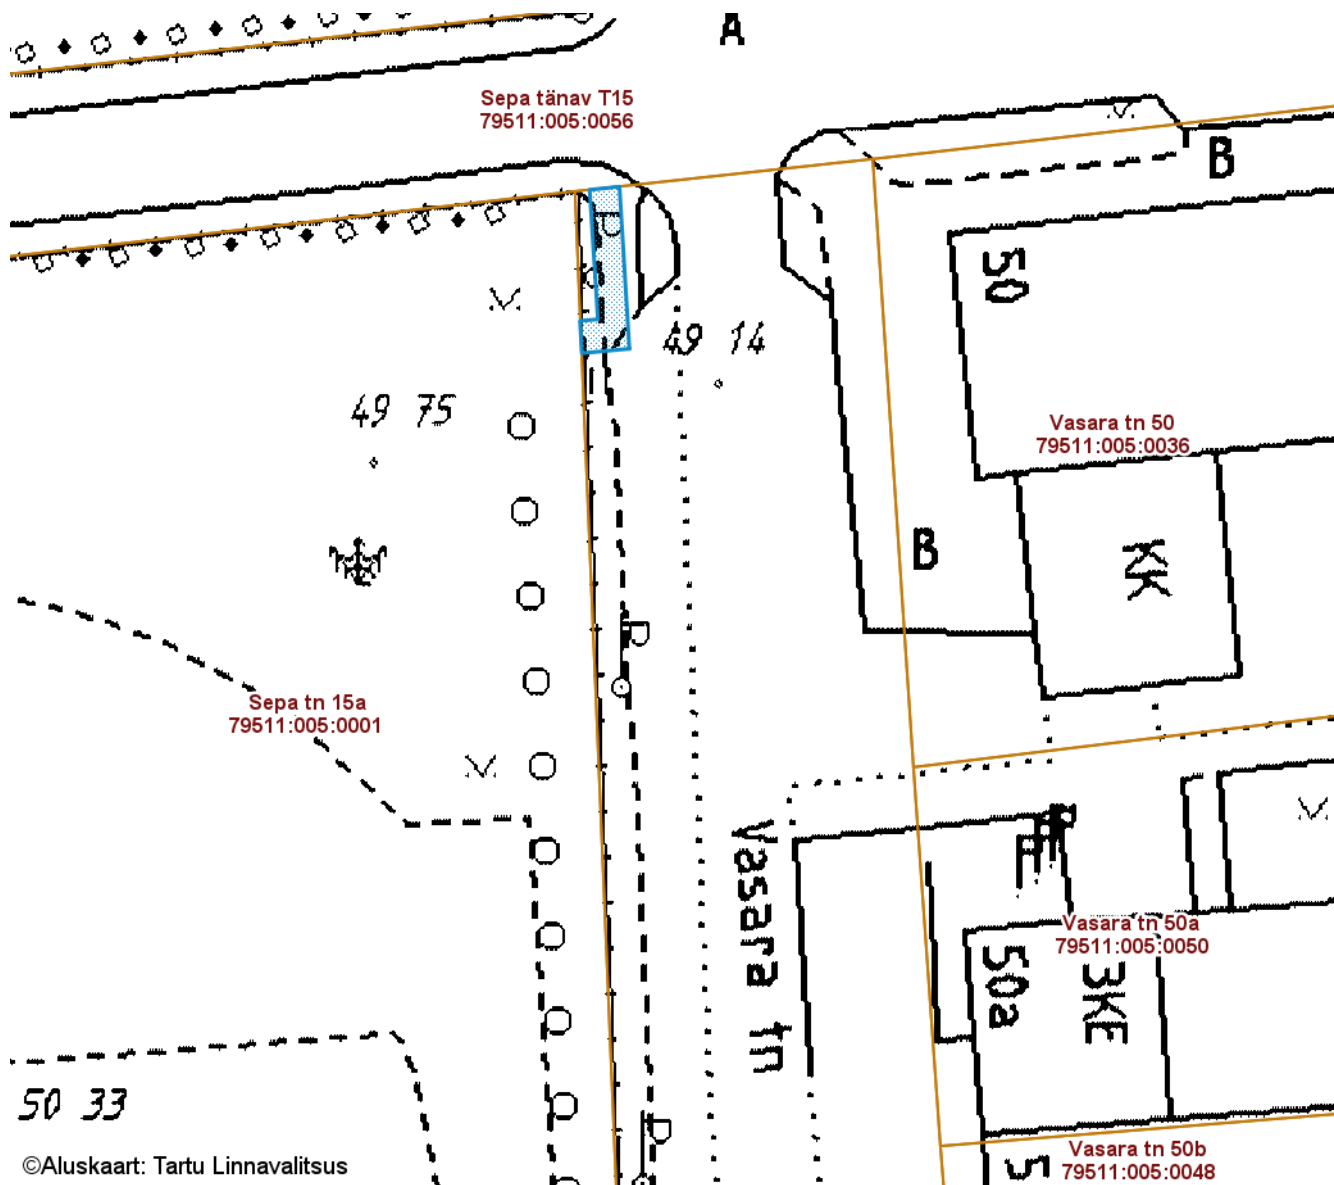 A
Sepa tänav T15
79511:005:0056
B
P
50
49 14
49 75
Vasara tn 50
79511:005:0036
B
KK
P
Sepa tn 15a
79511:005:0001
Vasara tn
Vasara tn 50a
79511:005:0050
50a
3KE
50 33
P
Vasara tn 50b
79511:005:0048
5
©Aluskaart: Tartu Linnavalitsus